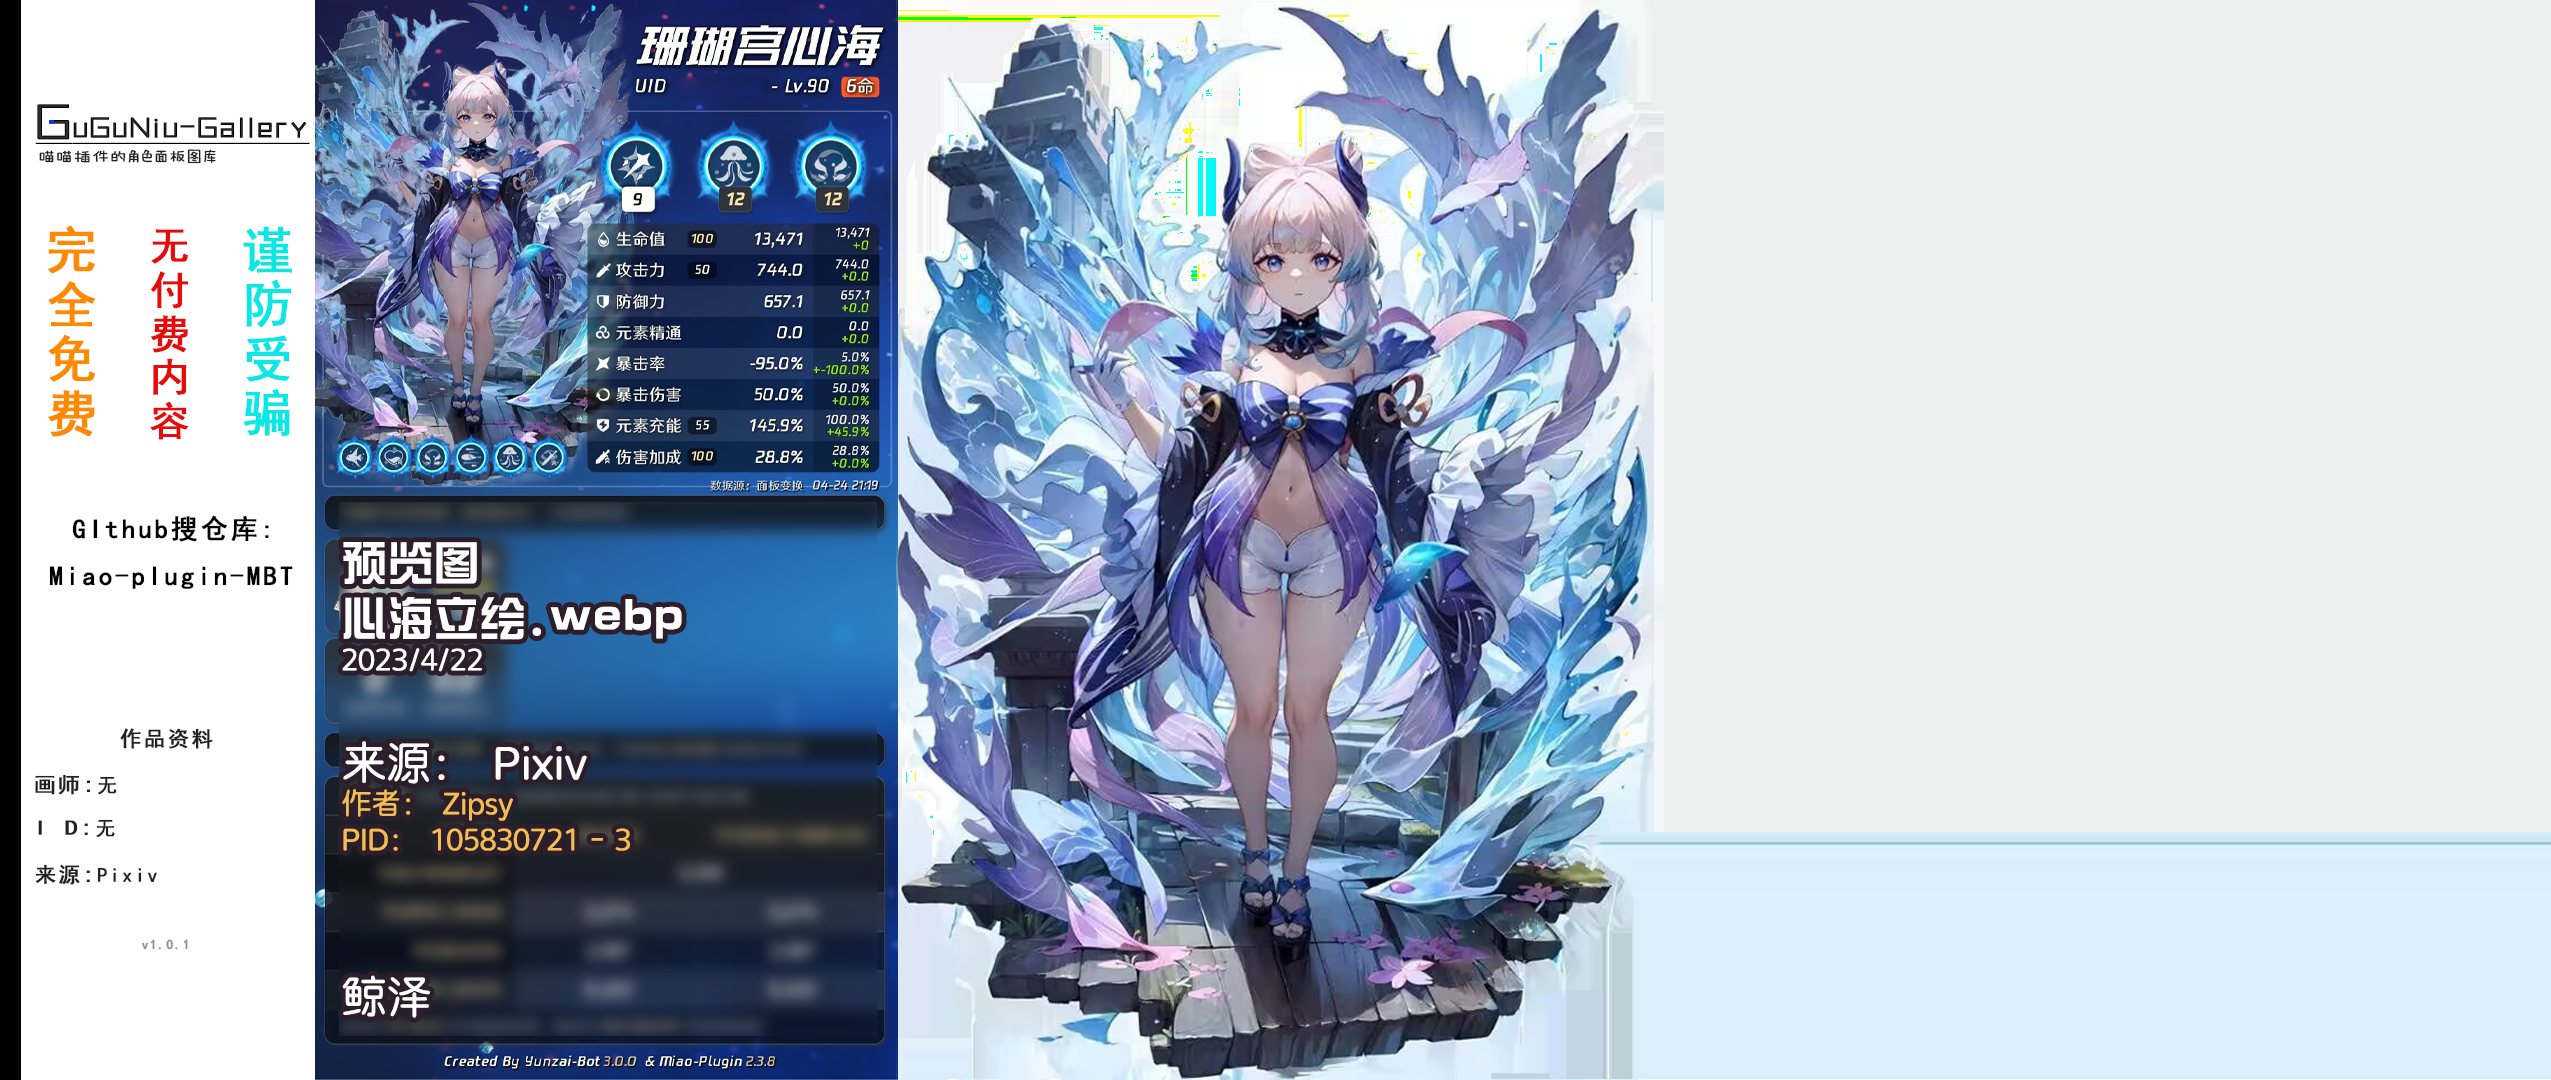 GuGuNiu-Gallery
喵喵插件的角色面板图库
完全免费
无付费内容
谨防受骗
GIthub搜仓库:
Miao-plugin-MBT
作品资料
画师:无
I D:无
来源:Pixiv
v1.0.1
珊瑚宫心海
UID - Lv.90 6命
9 12 12
生命值 100 13,471 13,471 +0
攻击力 50 744.0 744.0 +0.0
防御力 657.1 657.1 +0.0
元素精通 0.0 0.0 +0.0
暴击率 -95.0% 5.0% +-100.0%
暴击伤害 50.0% 50.0% +0.0%
元素充能 55 145.9% 100.0% +45.9%
伤害加成 100 28.8% 28.8% +0.0%
数据源：面板变换 04-24 21:19
预览图
心海立绘.webp
2023/4/22
来源： Pixiv
作者： Zipsy
PID： 105830721 - 3
鲸泽
Created By Yunzai-Bot 3.0.0 & Miao-Plugin 2.3.8